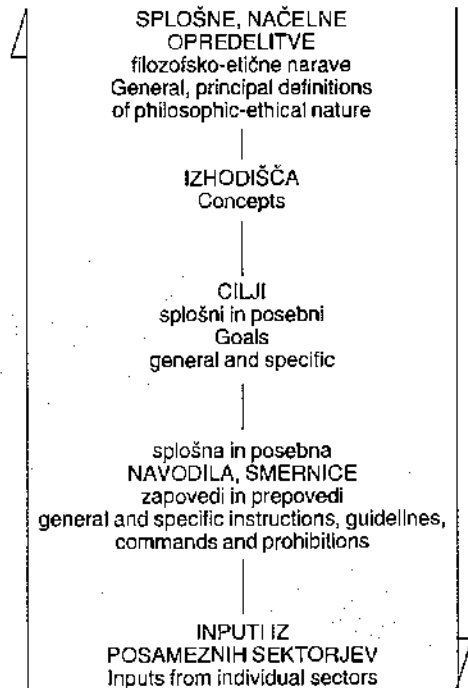 SPLOŠNE, NAČELNE
OPREDELITVE
filozofsko-etične narave
General, principal definitions
of philosophic-ethical nature
IZHODIŠČA
Concepts
CILJI
splošni in posebni
Goals
general and specific
splošna in posebna
NAVODILA, SMERNICE
zapovedi in prepovedi
general and specific instructions, guidelines,
commands and prohibitions
INPUTI IZ
POSAMEZNIH SEKTORJEV
Inputs from individual sectors